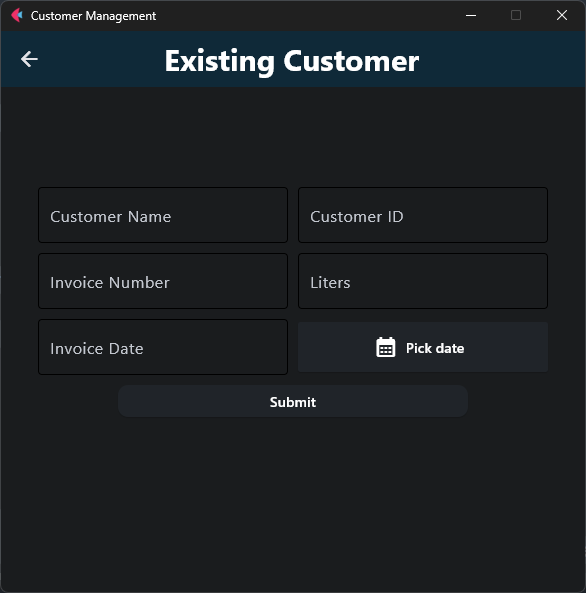 Customer Management
Existing Customer
Customer Name
Customer ID
Invoice Number
Liters
Invoice Date
Pick date
Submit